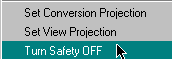 Set Conversion Projection
Set View Projection
Turn Safety OFF